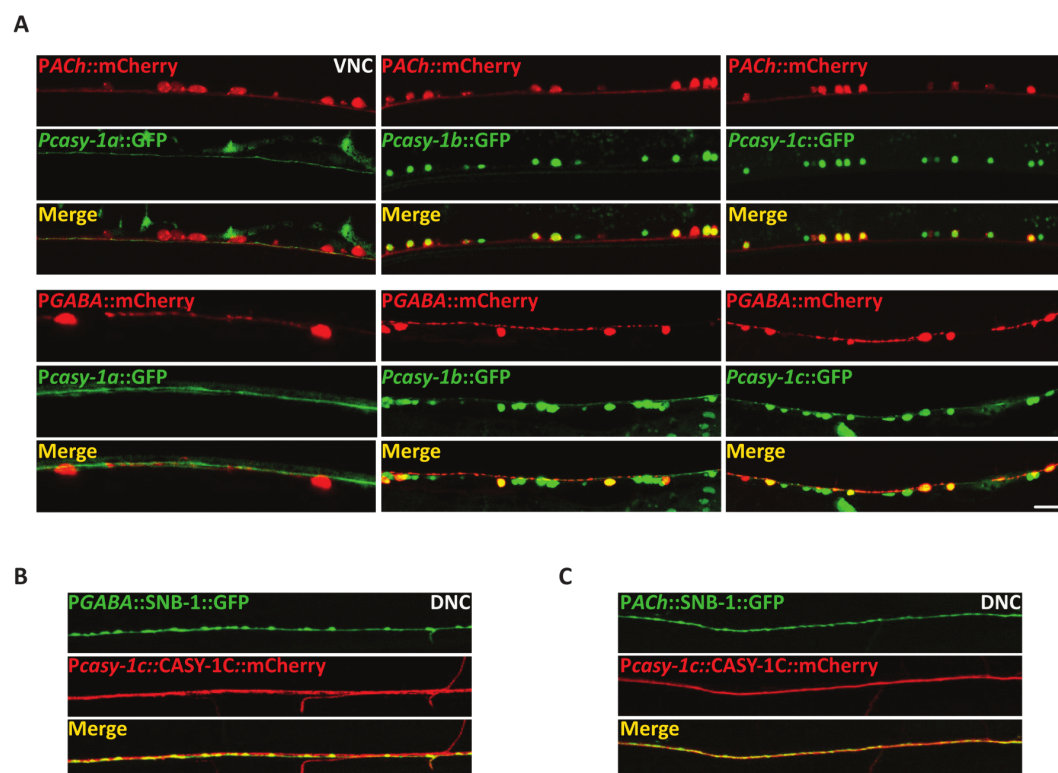 A
PACh::mCherry VNC PACh::mCherry PACh::mCherry
Pcasy-1a::GFP Pcasy-1b::GFP Pcasy-1c::GFP
Merge Merge Merge
PGABA::mCherry PGABA::mCherry PGABA::mCherry
Pcasy-1a::GFP Pcasy-1b::GFP Pcasy-1c::GFP
Merge Merge Merge
B
PGABA::SNB-1::GFP DNC
Pcasy-1c::CASY-1C::mCherry
Merge
C
PACh::SNB-1::GFP DNC
Pcasy-1c::CASY-1C::mCherry
Merge